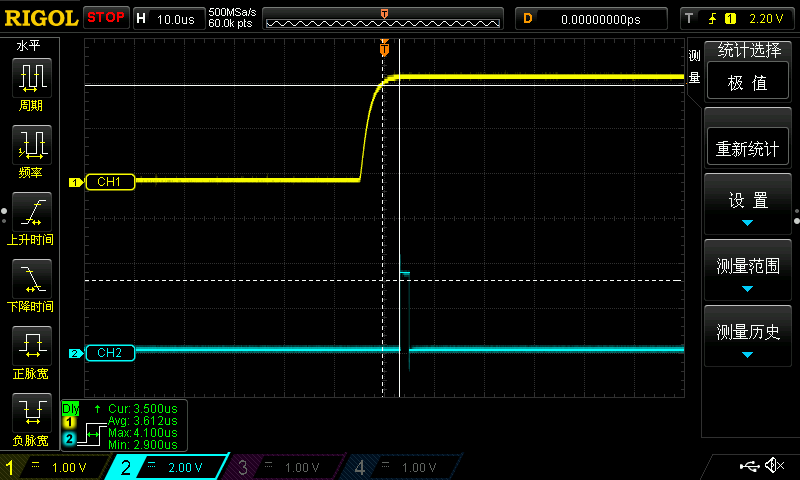 RIGOL STOP H 10.0us 500MSa/s 60.0k pts D 0.00000000ps T 1 2.20 V
T
水平
周期
频率
上升时间
下降时间
正脉宽
负脉宽
T
1 CH1
2 CH2
测量
统计选择
极值
重新统计
设置
测量范围
测量历史
1
2
Cur: 3.500us
Avg: 3.612us
Max: 4.100us
Min: 2.900us
1 = 1.00 V 2 = 2.00 V 3 = 1.00 V 4 = 1.00 V